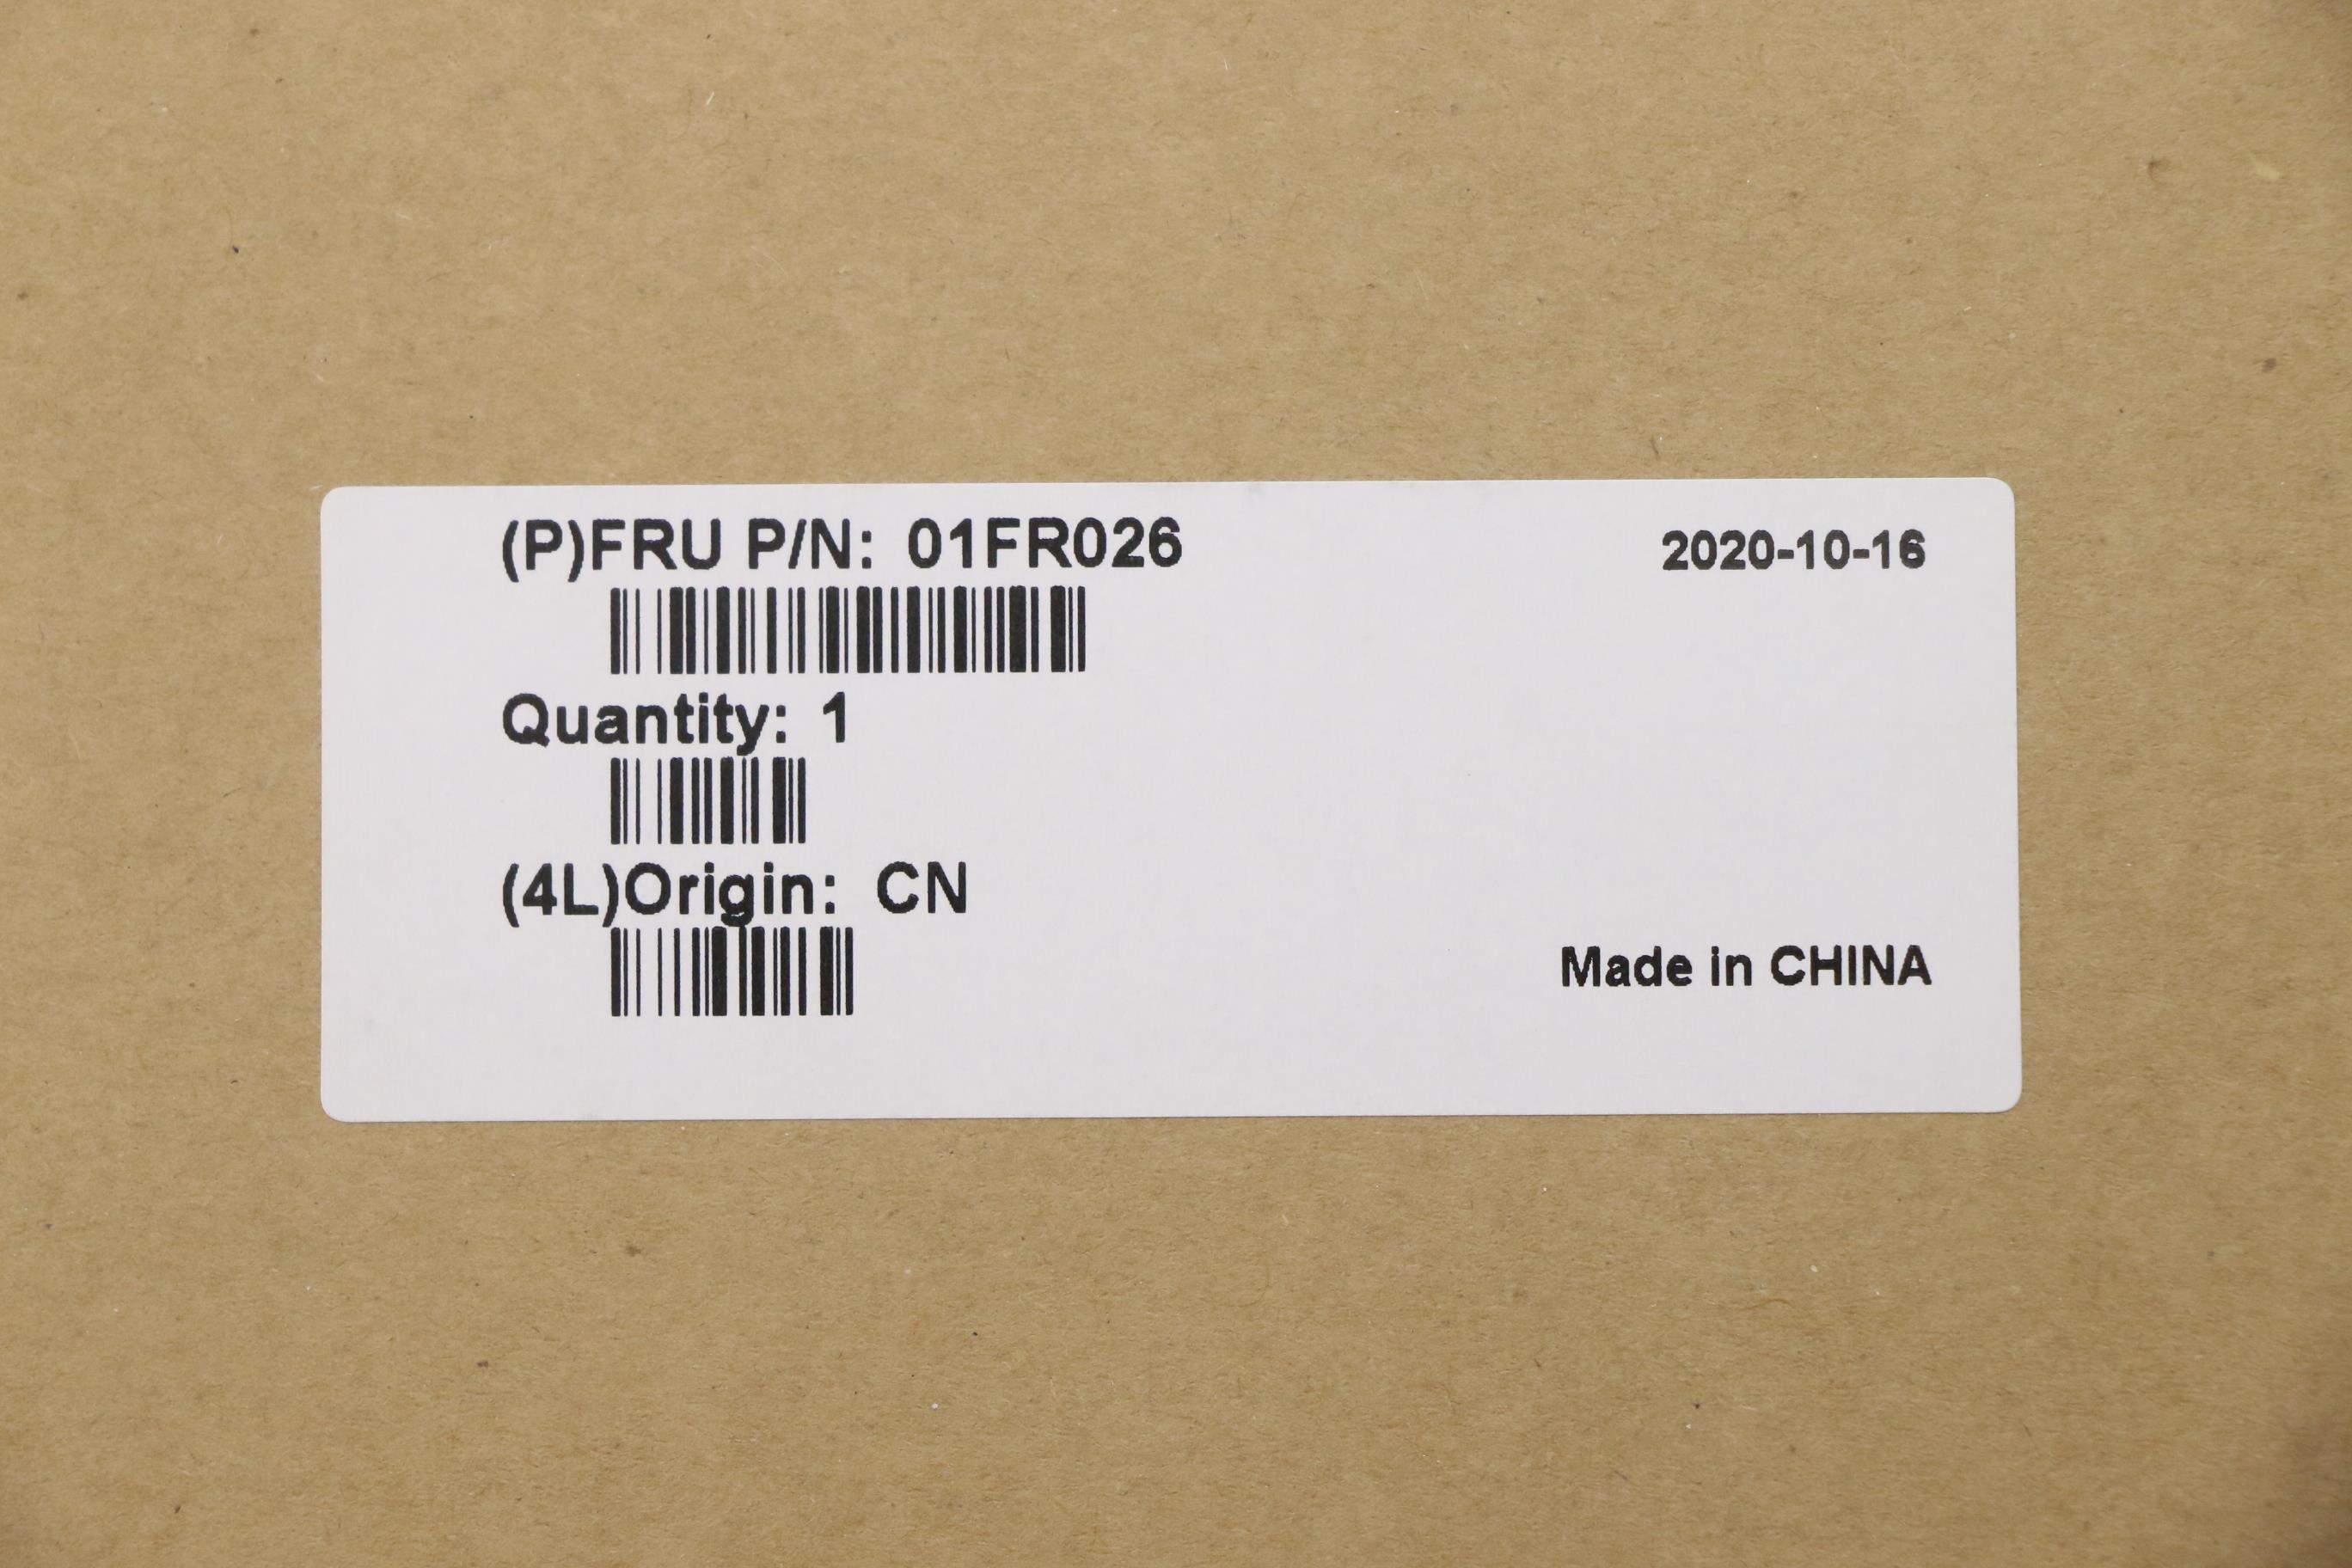 (P)FRU P/N: 01FR026
2020-10-16
Quantity: 1
(4L)Origin: CN
Made in CHINA